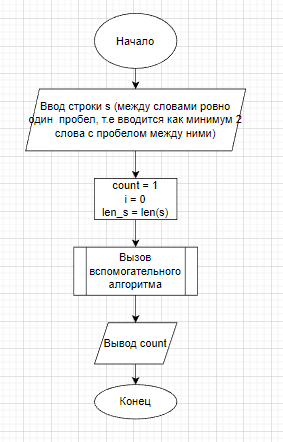 Начало
Ввод строки s (между словами ровно
один пробел, т.е вводится как минимум 2
слова с пробелом между ними)
count = 1
i = 0
len_s = len(s)
Вызов
вспомогательного
алгоритма
Вывод count
Конец